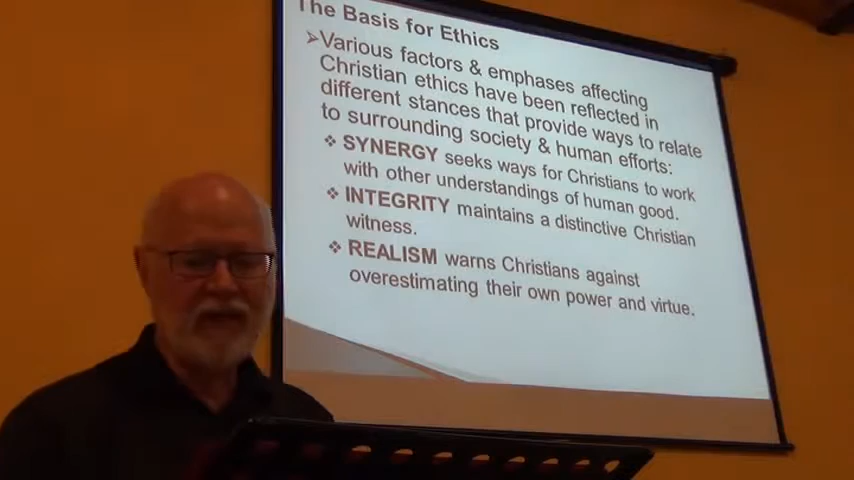 The Basis for Ethics
➢Various factors & emphases affecting
Christian ethics have been reflected in
different stances that provide ways to relate
to surrounding society & human efforts:
❖ SYNERGY seeks ways for Christians to work
with other understandings of human good.
❖ INTEGRITY maintains a distinctive Christian
witness.
❖ REALISM warns Christians against
overestimating their own power and virtue.